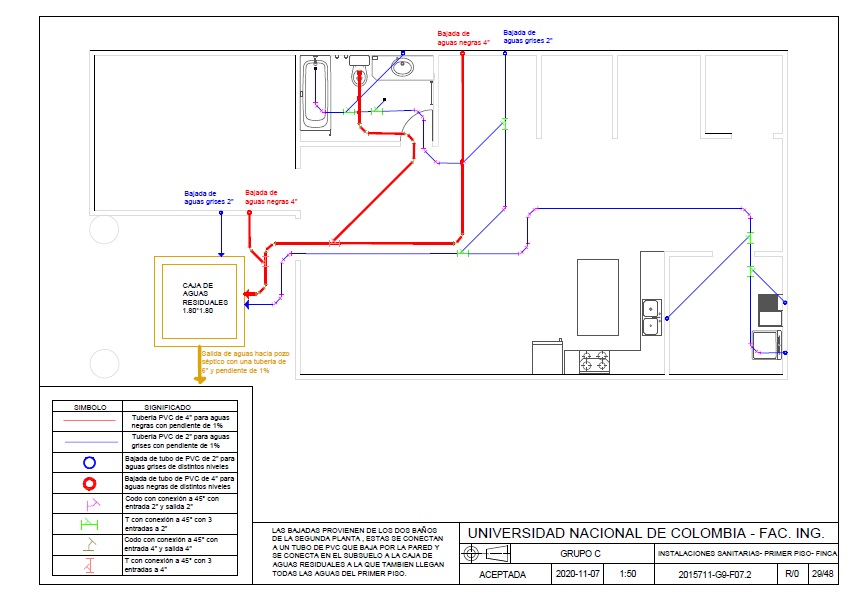 Bajada de
aguas negras 4"
Bajada de
aguas grises 2"
Bajada de
aguas grises 2"
Bajada de
aguas negras 4"
CAJA DE
AGUAS
RESIDUALES
1.80*1.80
Salida de aguas hacia pozo
séptico con una tubería de
6" y pendiente de 1%
SIMBOLO SIGNIFICADO
Tubería PVC de 4" para aguas
negras con pendiente de 1%
Tubería PVC de 2" para aguas
grises con pendiente de 1%
Bajada de tubo de PVC de 2" para
aguas grises de distintos niveles
Bajada de tubo de PVC de 4" para
aguas negras de distintos niveles
Codo con conexión a 45° con
entrada 2" y salida 2"
T con conexión a 45° con 3
entradas a 2"
Codo con conexión a 45° con
entrada 4" y salida 4"
T con conexión a 45° con 3
entradas a 4"
LAS BAJADAS PROVIENEN DE LOS DOS BAÑOS
DE LA SEGUNDA PLANTA , ESTAS SE CONECTAN
A UN TUBO DE PVC QUE BAJA POR LA PARED Y
SE CONECTA EN EL SUBSUELO A LA CAJA DE
AGUAS RESIDUALES A LA QUE TAMBIEN LLEGAN
TODAS LAS AGUAS DEL PRIMER PISO.
UNIVERSIDAD NACIONAL DE COLOMBIA - FAC. ING.
GRUPO C
INSTALACIONES SANITARIAS- PRIMER PISO- FINCA
ACEPTADA 2020-11-07 1:50 2015711-G9-F07.2 R/0 29/48